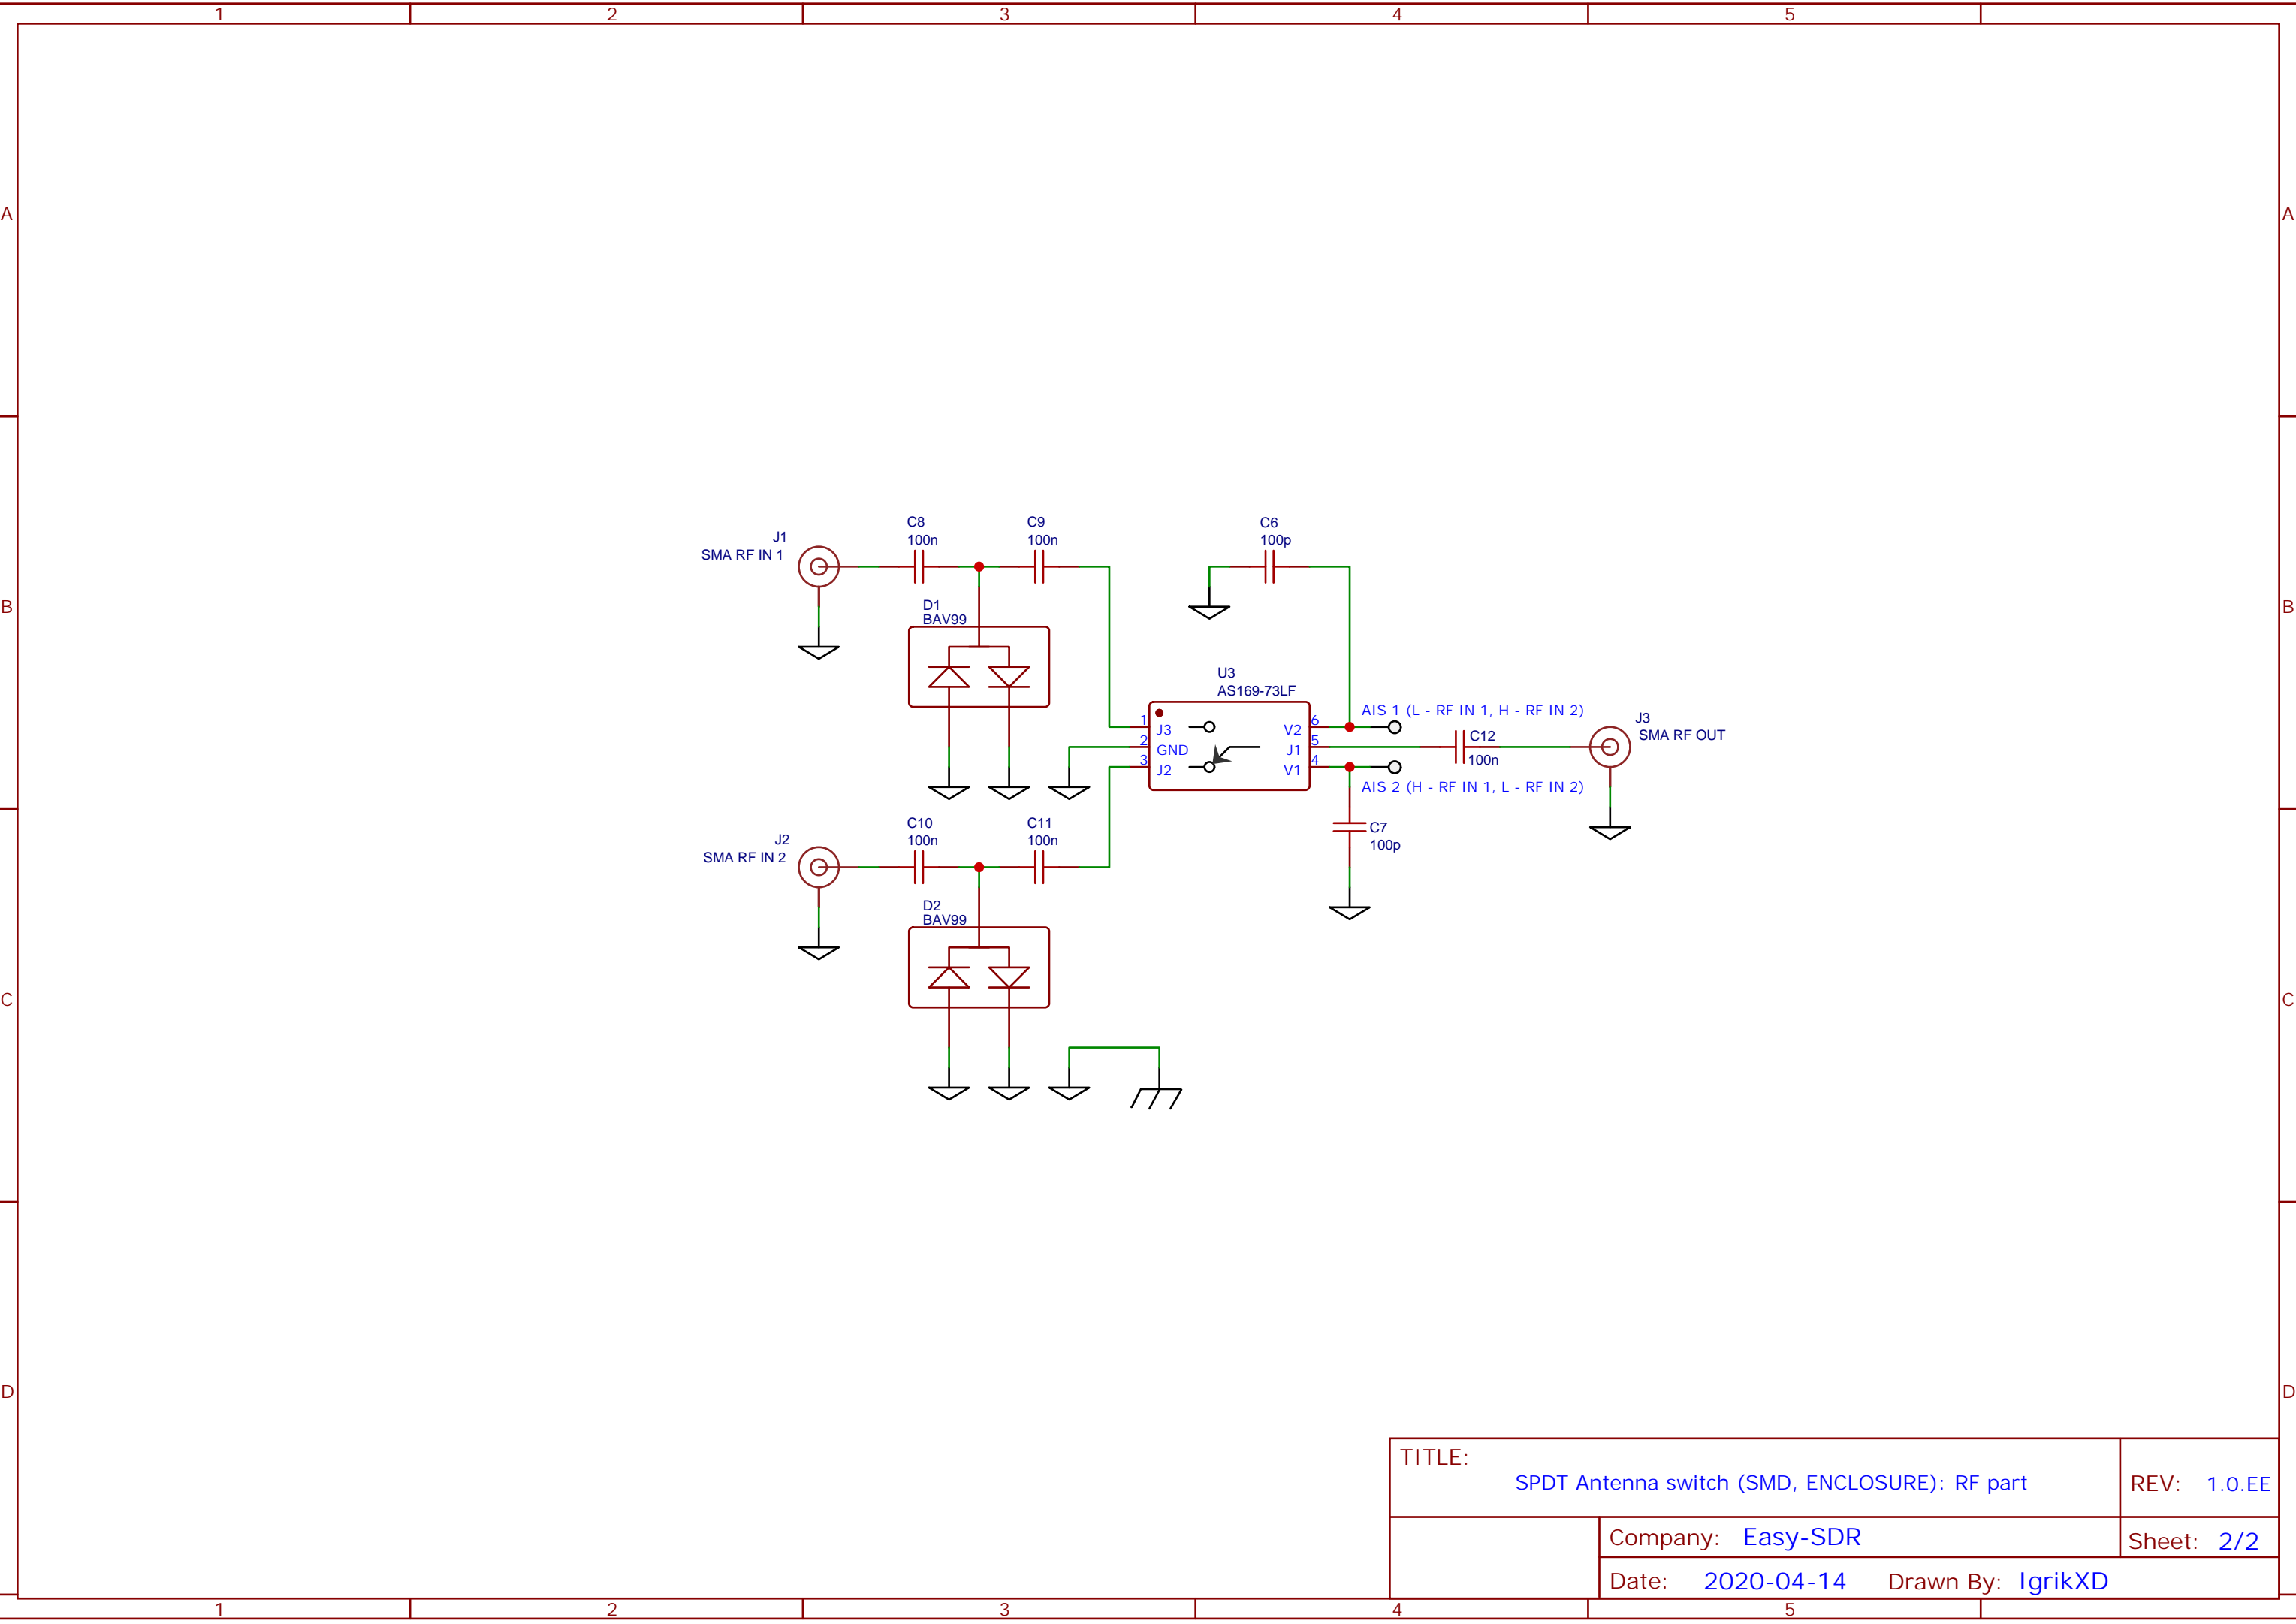 1 2 3 4 5
A A
C8 C9 C6
J1 100n 100n 100p
SMA RF IN 1
D1
BAV99
B B
U3
AS169-73LF
AIS 1 (L - RF IN 1, H - RF IN 2)
1 J3 V2 6
J3
SMA RF OUT
2 GND J1 5
C12
100n
3 J2 V1 4
AIS 2 (H - RF IN 1, L - RF IN 2)
C10 C11 C7
J2 100n 100n 100p
SMA RF IN 2
D2
BAV99
C C
D D
TITLE:
SPDT Antenna switch (SMD, ENCLOSURE): RF part
REV: 1.0.EE
Company: Easy-SDR
Sheet: 2/2
Date: 2020-04-14 Drawn By: IgrikXD
1 2 3 4 5